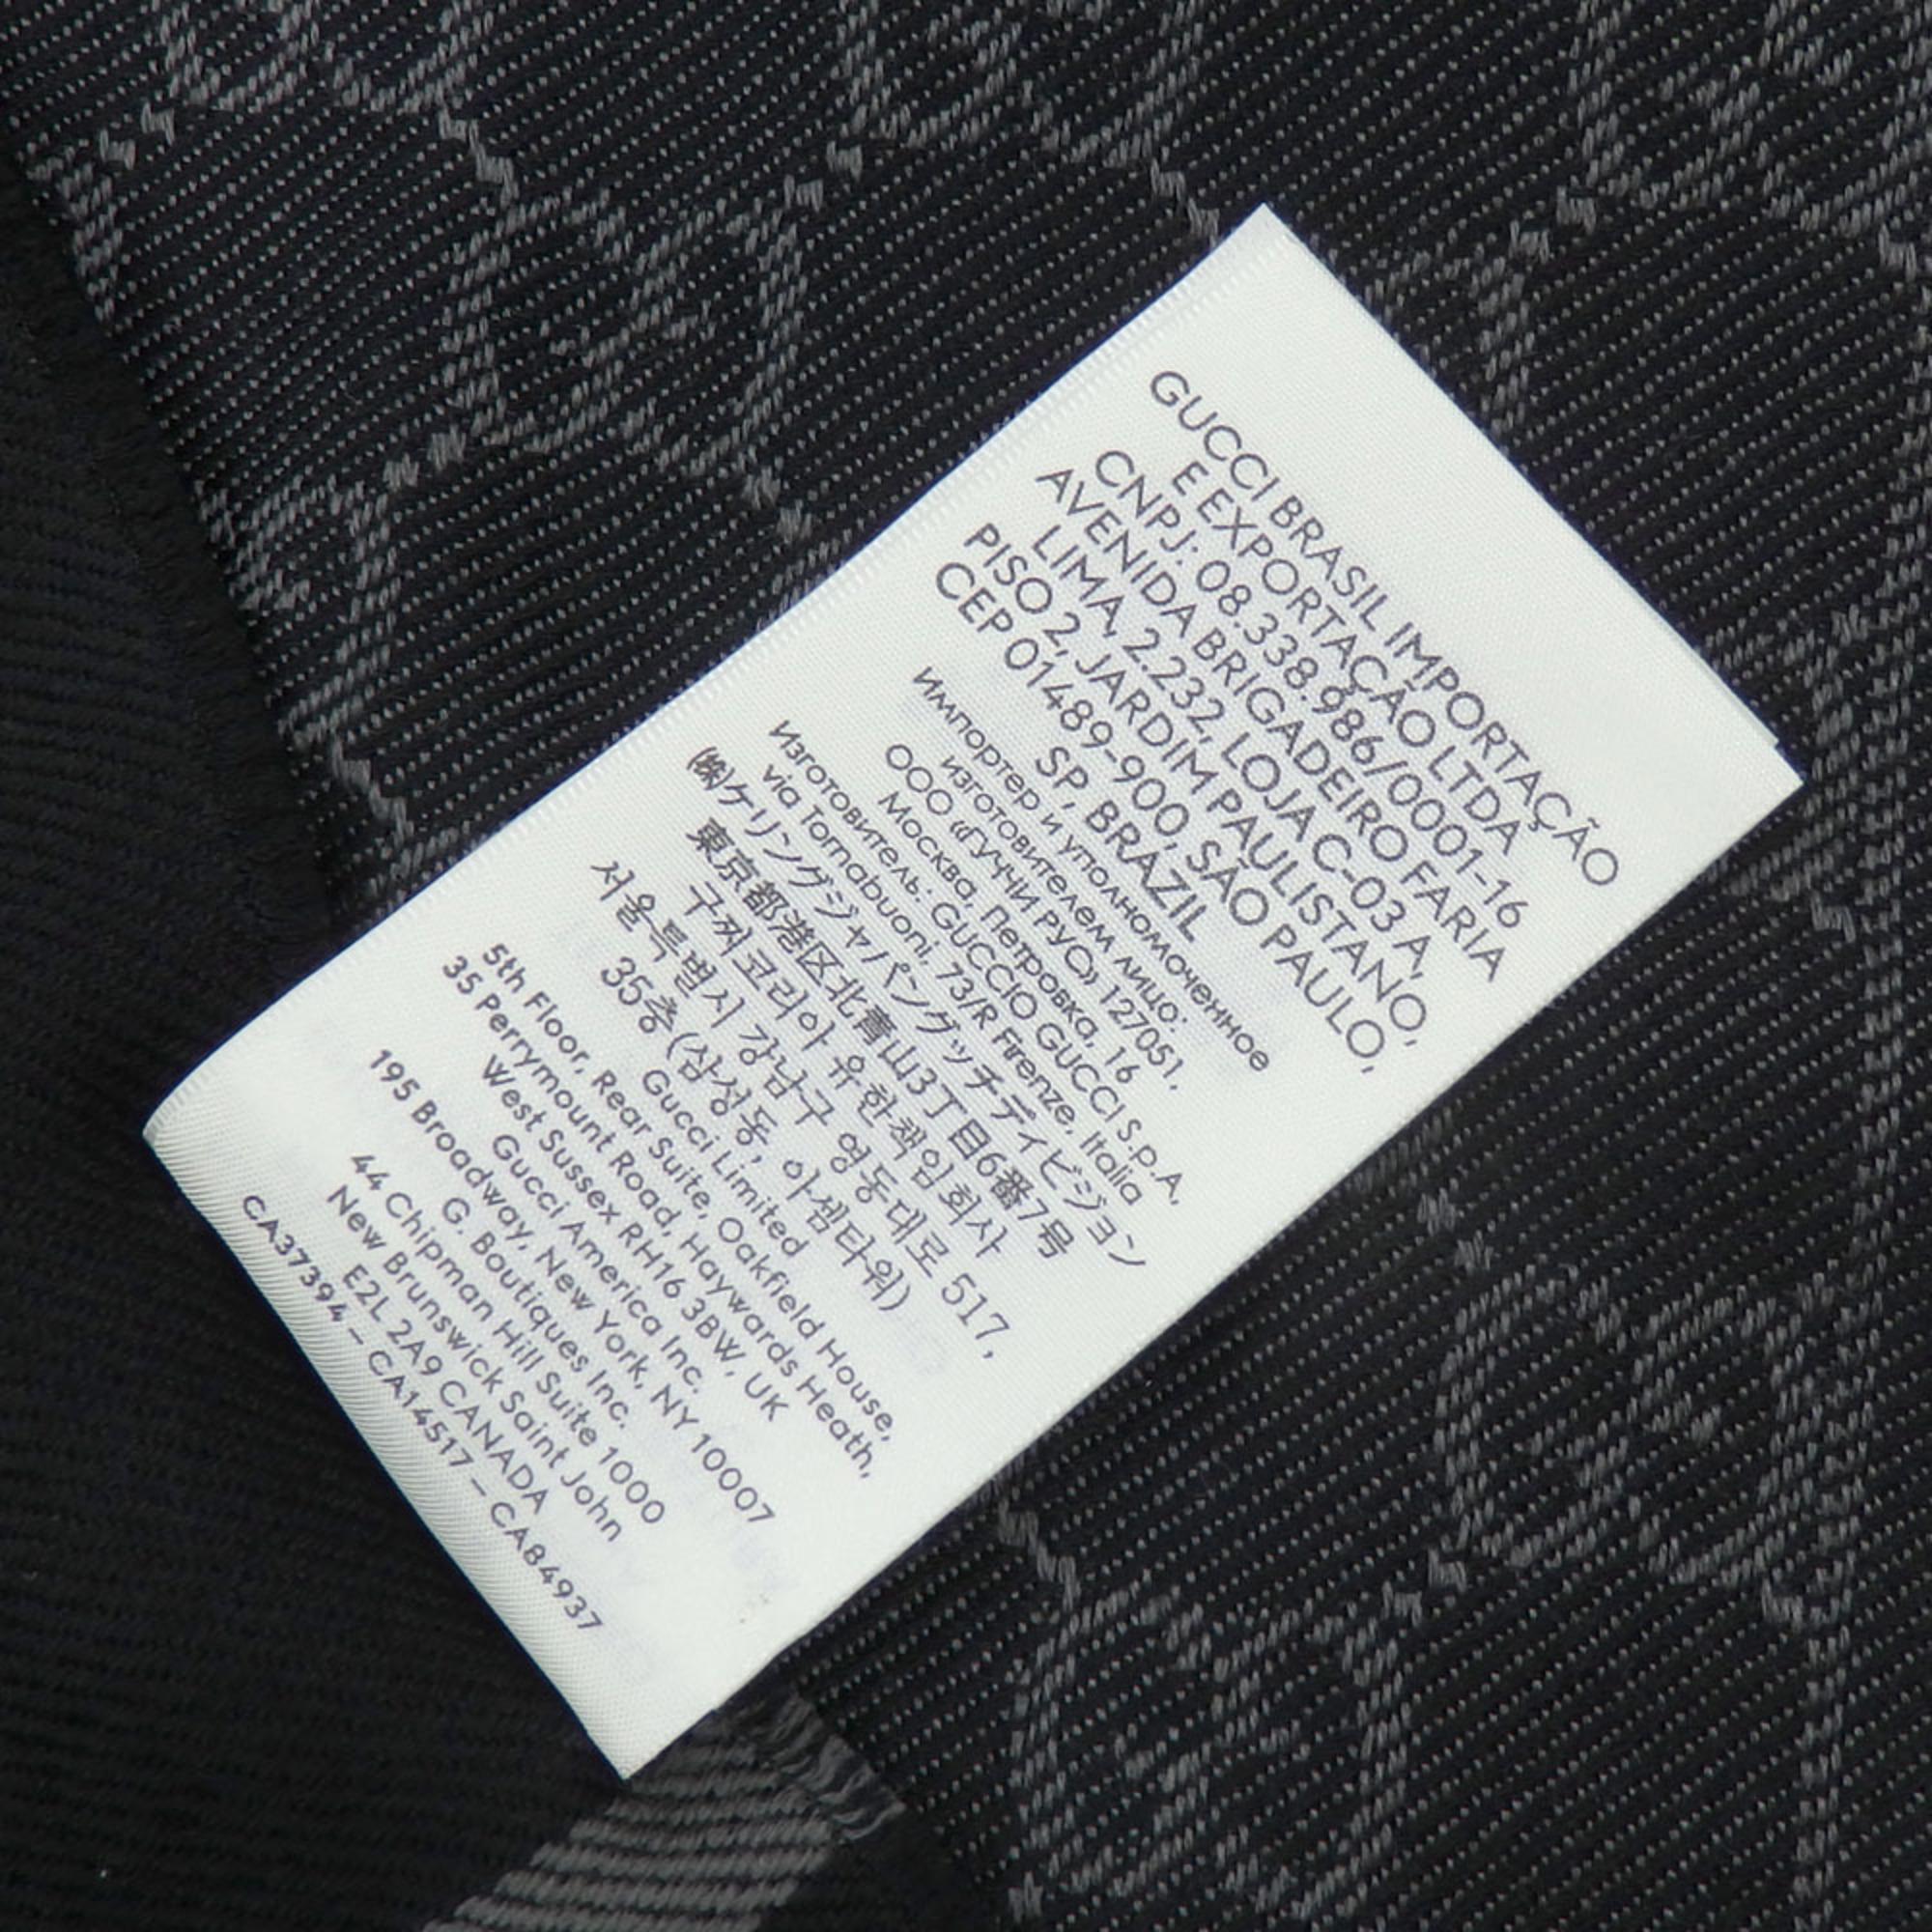 GUCCI BRASIL IMPORTAÇÃO
E EXPORTAÇÃO LTDA
CNPJ: 08.338.986/0001-16
AVENIDA BRIGADEIRO FARIA
LIMA, 2.232, LOJA C-03 A,
PISO 2, JARDIM PAULISTANO,
CEP 01489-900, SÃO PAULO,
SP, BRAZIL
Импортер и уполномоченное
изготовителем лицо:
ООО «ГУЧЧИ РУС» 127051,
Москва, Петровка, 16
Изготовитель: GUCCIO GUCCI S.p.A,
via Tornabuoni, 73/R Firenze, Italia
(株)ケリングジャパングッチディビジョン
東京都港区北青山3丁目6番7号
구찌코리아 유한책임회사
서울특별시 강남구 영동대로 517,
35층 (삼성동, 아셈타워)
Gucci Limited
5th Floor, Rear Suite, Oakfield House,
35 Perrymount Road, Haywards Heath,
West Sussex RH16 3BW, UK
Gucci America Inc.
195 Broadway, New York, NY 10007
G. Boutiques Inc.
44 Chipman Hill Suite 1000
New Brunswick Saint John
E2L 2A9 CANADA
CA37394 – CA14517 – CA84937